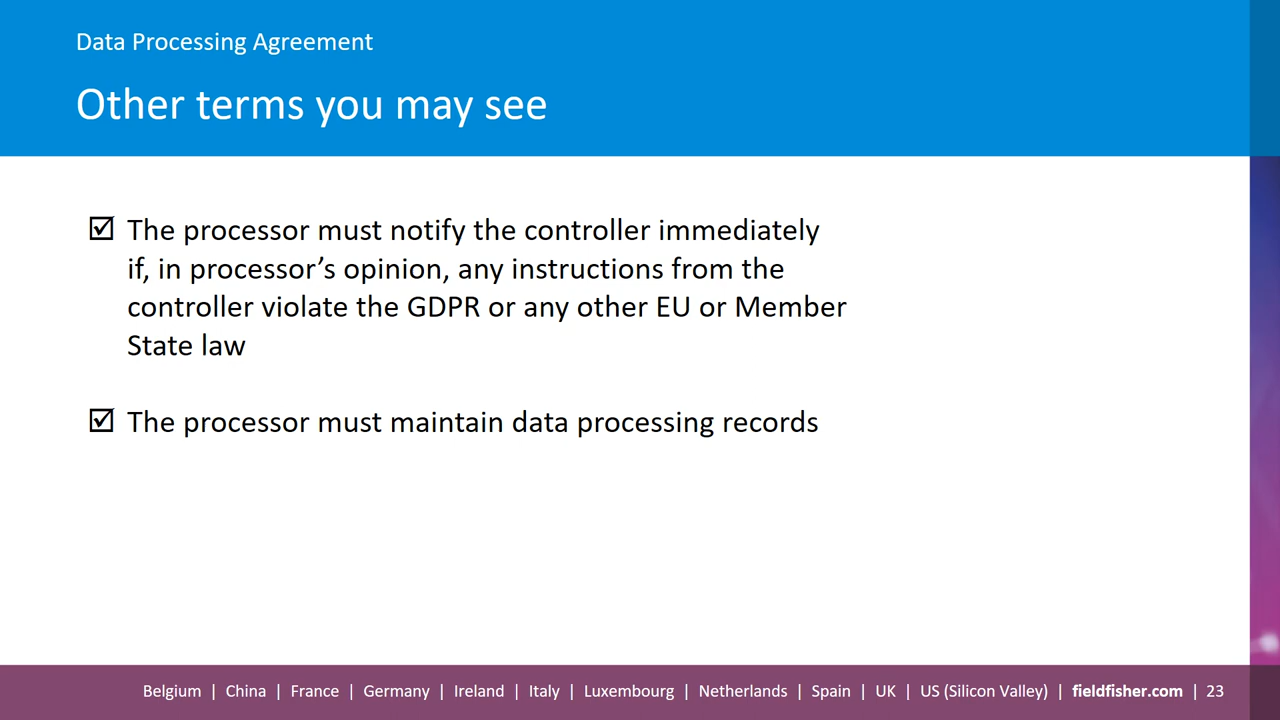 Data Processing Agreement
Other terms you may see
☑ The processor must notify the controller immediately
if, in processor’s opinion, any instructions from the
controller violate the GDPR or any other EU or Member
State law
☑ The processor must maintain data processing records
Belgium | China | France | Germany | Ireland | Italy | Luxembourg | Netherlands | Spain | UK | US (Silicon Valley) | fieldfisher.com | 23